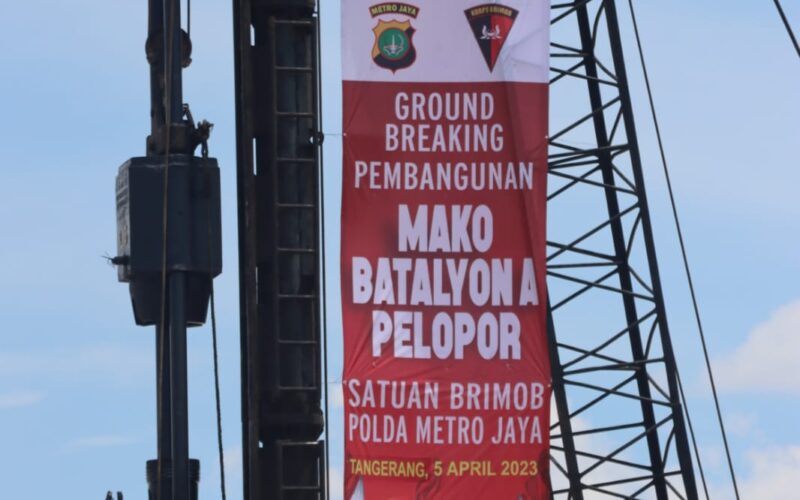 METRO JAYA
KORPS BRIMOB
GROUND
BREAKING
PEMBANGUNAN
MAKO
BATALYON A
PELOPOR
SATUAN BRIMOB
POLDA METRO JAYA
TANGERANG, 5 APRIL 2023